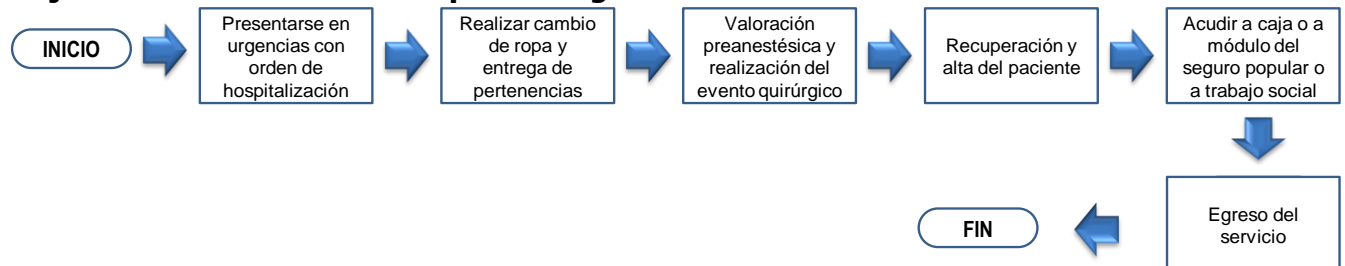 INICIO
Presentarse en
urgencias con
orden de
hospitalización
Realizar cambio
de ropa y
entrega de
pertenencias
Valoración
preanestésica y
realización del
evento quirúrgico
Recuperación y
alta del paciente
Acudir a caja o a
módulo del
seguro popular o
a trabajo social
Egreso del
servicio
FIN